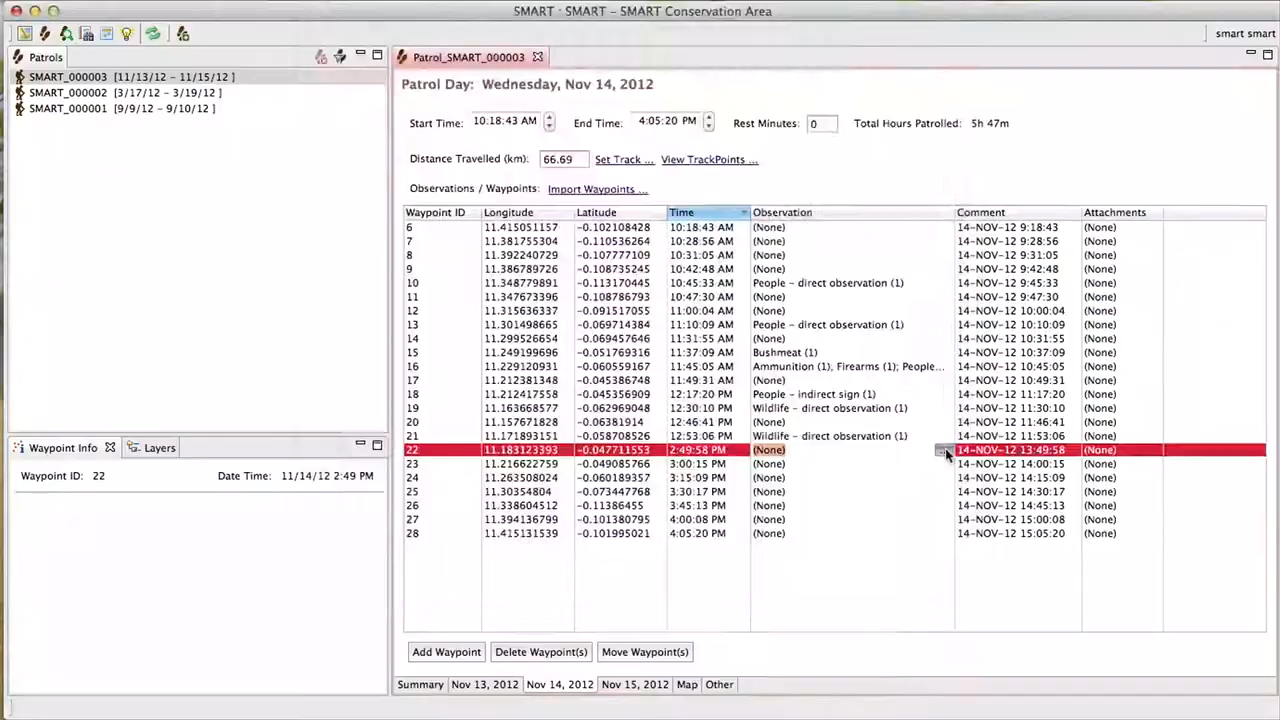 SMART · SMART – SMART Conservation Area
smart smart
Patrols
SMART_000003 [11/13/12 – 11/15/12 ]
SMART_000002 [3/17/12 – 3/19/12 ]
SMART_000001 [9/9/12 – 9/10/12 ]
Waypoint Info
Layers
Waypoint ID: 22 Date Time: 11/14/12 2:49 PM
Patrol_SMART_000003
Patrol Day: Wednesday, Nov 14, 2012
Start Time: 10:18:43 AM End Time: 4:05:20 PM Rest Minutes: 0 Total Hours Patrolled: 5h 47m
Distance Travelled (km): 66.69 Set Track ... View TrackPoints ...
Observations / Waypoints: Import Waypoints ...
Waypoint ID Longitude Latitude Time Observation Comment Attachments
6 11.415051157 -0.102108428 10:18:43 AM (None) 14-NOV-12 9:18:43 (None)
7 11.381755304 -0.110536264 10:28:56 AM (None) 14-NOV-12 9:28:56 (None)
8 11.392240729 -0.107777109 10:31:05 AM (None) 14-NOV-12 9:31:05 (None)
9 11.386789726 -0.108735245 10:42:48 AM (None) 14-NOV-12 9:42:48 (None)
10 11.348779891 -0.113170445 10:45:33 AM People – direct observation (1) 14-NOV-12 9:45:33 (None)
11 11.347673396 -0.108786793 10:47:30 AM (None) 14-NOV-12 9:47:30 (None)
12 11.315636337 -0.091517055 11:00:04 AM (None) 14-NOV-12 10:00:04 (None)
13 11.301498665 -0.069714384 11:10:09 AM People – direct observation (1) 14-NOV-12 10:10:09 (None)
14 11.299526654 -0.069457646 11:31:55 AM (None) 14-NOV-12 10:31:55 (None)
15 11.249199696 -0.051769316 11:37:09 AM Bushmeat (1) 14-NOV-12 10:37:09 (None)
16 11.229120931 -0.060559167 11:45:05 AM Ammunition (1), Firearms (1); People... 14-NOV-12 10:45:05 (None)
17 11.212381348 -0.045386748 11:49:31 AM (None) 14-NOV-12 10:49:31 (None)
18 11.212417558 -0.045356909 12:17:20 PM People – indirect sign (1) 14-NOV-12 11:17:20 (None)
19 11.163668577 -0.062969048 12:30:10 PM Wildlife – direct observation (1) 14-NOV-12 11:30:10 (None)
20 11.157671828 -0.06381914 12:46:41 PM (None) 14-NOV-12 11:46:41 (None)
21 11.171893151 -0.058708526 12:53:06 PM Wildlife – direct observation (1) 14-NOV-12 11:53:06 (None)
22 11.183123393 -0.047711553 2:49:58 PM (None) ... 14-NOV-12 13:49:58 (None)
23 11.216622759 -0.049085766 3:00:15 PM (None) 14-NOV-12 14:00:15 (None)
24 11.263508024 -0.060189357 3:15:09 PM (None) 14-NOV-12 14:15:09 (None)
25 11.30354804 -0.073447768 3:30:17 PM (None) 14-NOV-12 14:30:17 (None)
26 11.338604512 -0.11386455 3:45:13 PM (None) 14-NOV-12 14:45:13 (None)
27 11.394136799 -0.101380795 4:00:08 PM (None) 14-NOV-12 15:00:08 (None)
28 11.415131539 -0.101995021 4:05:20 PM (None) 14-NOV-12 15:05:20 (None)
Add Waypoint Delete Waypoint(s) Move Waypoint(s)
Summary Nov 13, 2012 Nov 14, 2012 Nov 15, 2012 Map Other